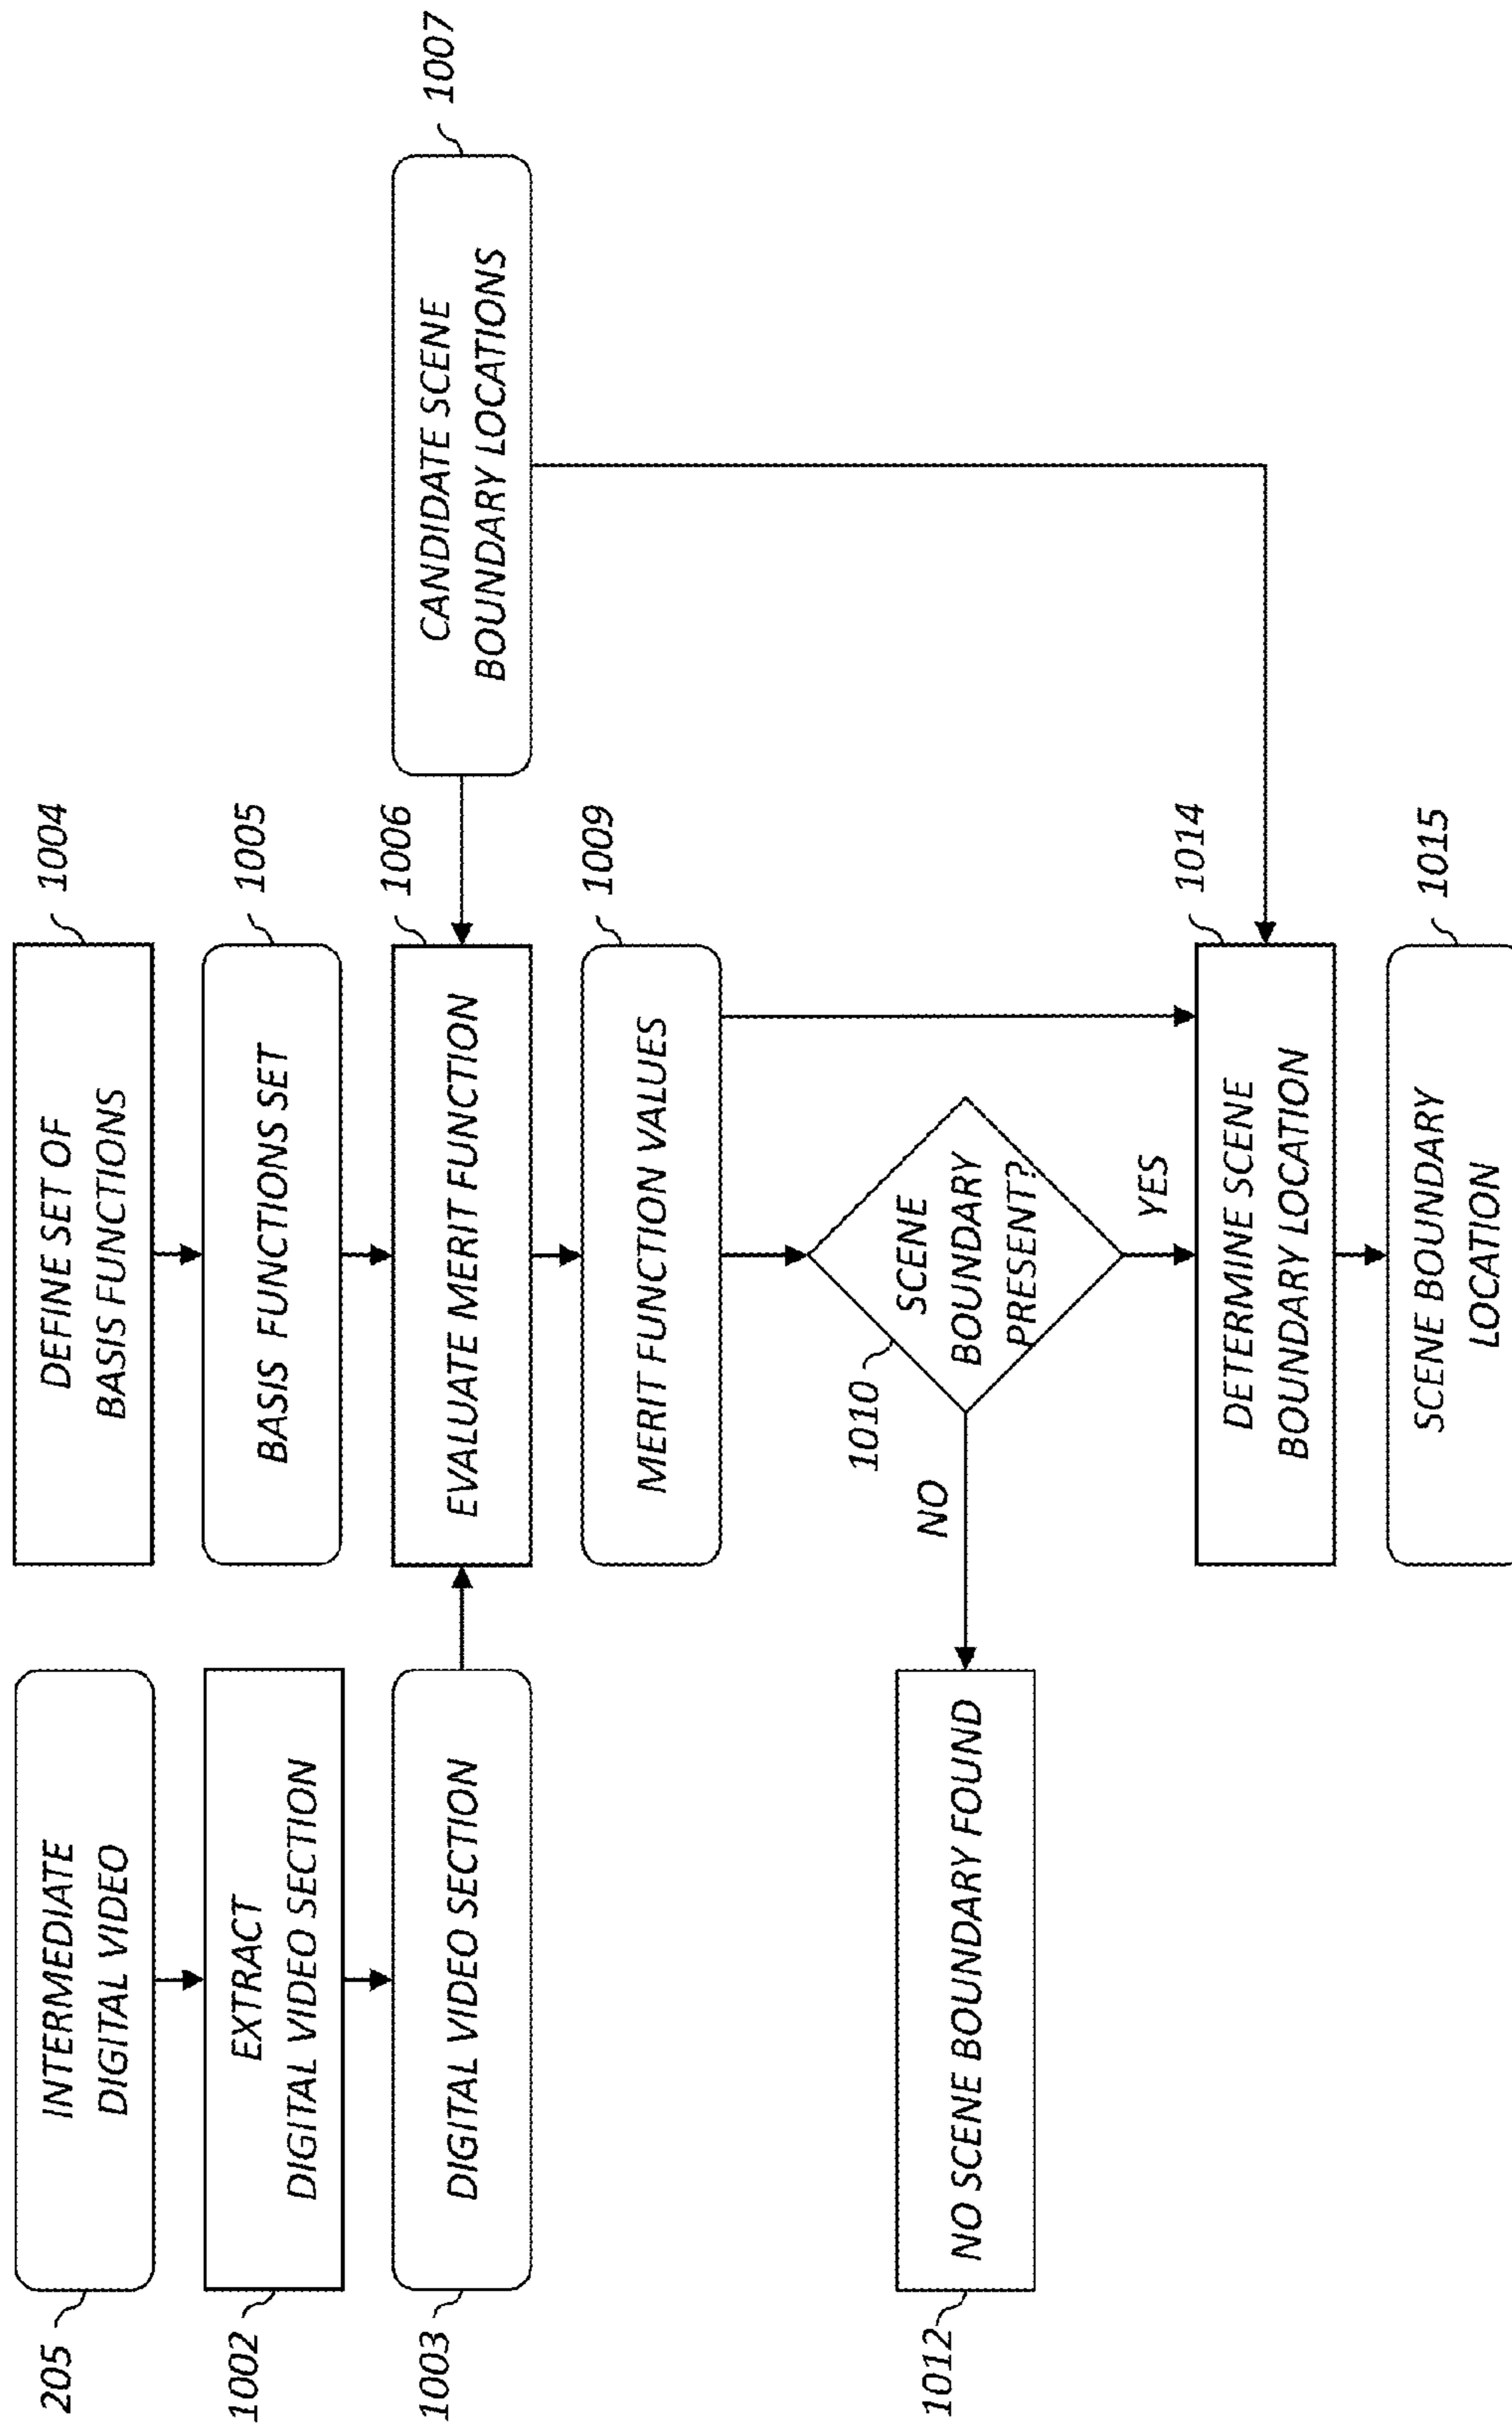 205
INTERMEDIATE
DIGITAL VIDEO
1002
EXTRACT
DIGITAL VIDEO SECTION
1003
DIGITAL VIDEO SECTION
DEFINE SET OF
BASIS FUNCTIONS
1004
BASIS FUNCTIONS SET
1005
EVALUATE MERIT FUNCTION
1006
CANDIDATE SCENE
BOUNDARY LOCATIONS
1007
MERIT FUNCTION VALUES
1009
1010
SCENE
BOUNDARY
PRESENT?
NO
YES
1012
NO SCENE BOUNDARY FOUND
DETERMINE SCENE
BOUNDARY LOCATION
1014
SCENE BOUNDARY
LOCATION
1015